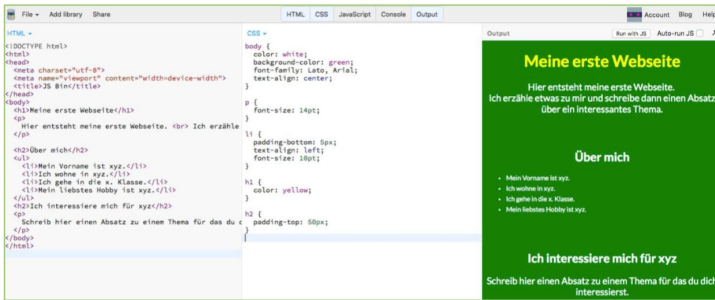 File Add library Share HTML CSS JavaScript Console Output Account Blog Help
HTML
<!DOCTYPE html>
<html>
<head>
<meta charset="utf-8">
<meta name="viewport" content="width=device-width">
<title>JS Bin</title>
</head>
<body>
<h1>Meine erste Webseite</h1>
<p>
Hier entsteht meine erste Webseite. <br> Ich erzähle
</p>
<h2>Über mich</h2>
<ul>
<li>Mein Vorname ist xyz.</li>
<li>Ich wohne in xyz.</li>
<li>Ich gehe in die x. Klasse.</li>
<li>Mein liebstes Hobby ist xyz.</li>
</ul>
<h2>Ich interessiere mich für xyz</h2>
<p>
Schreib hier einen Absatz zu einem Thema für das du
</p>
</body>
</html>
CSS
body {
color: white;
background-color: green;
font-family: Lato, Arial;
text-align: center;
}
p {
font-size: 14pt;
}
li {
padding-bottom: 5px;
text-align: left;
font-size: 10pt;
}
h1 {
color: yellow;
}
h2 {
padding-top: 50px;
}
Output Run with JS Auto-run JS
Meine erste Webseite
Hier entsteht meine erste Webseite.
Ich erzähle etwas zu mir und schreibe dann einen Absatz
über ein interessantes Thema.
Über mich
Mein Vorname ist xyz.
Ich wohne in xyz.
Ich gehe in die x. Klasse.
Mein liebstes Hobby ist xyz.
Ich interessiere mich für xyz
Schreib hier einen Absatz zu einem Thema für das du dich
interessierst.